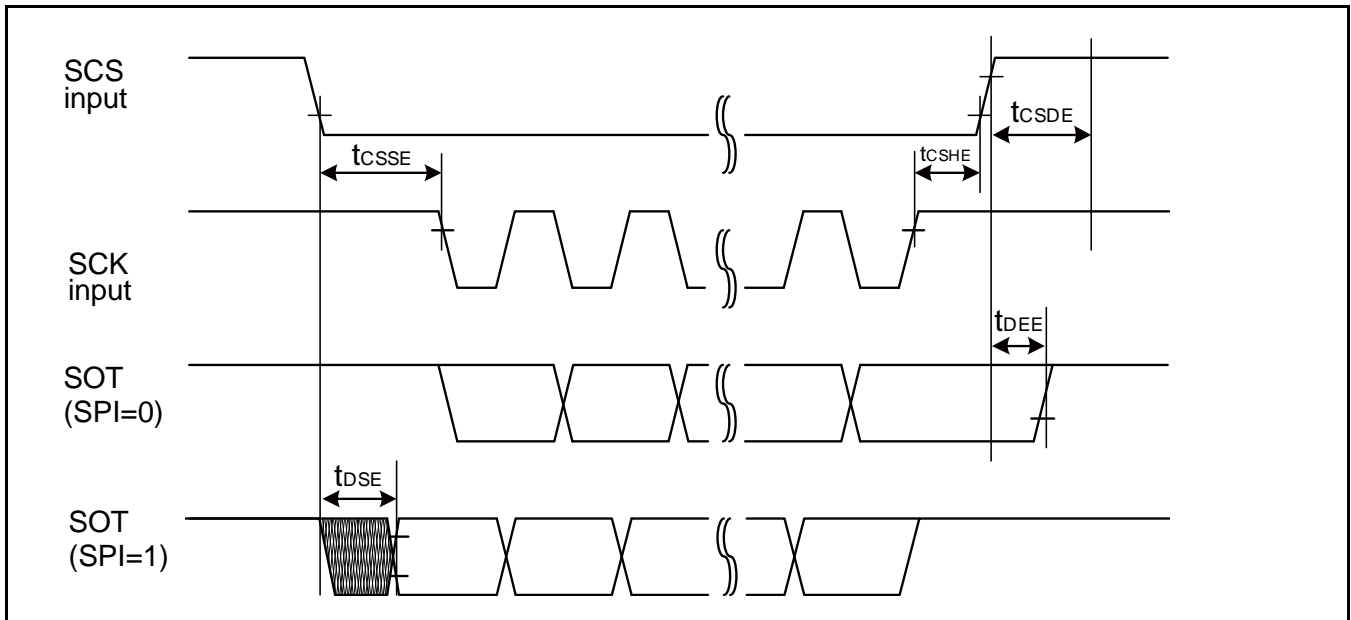 SCS
input
tCSDE
tCSSE
tCSHE
SCK
input
tDEE
SOT
(SPI=0)
tDSE
SOT
(SPI=1)